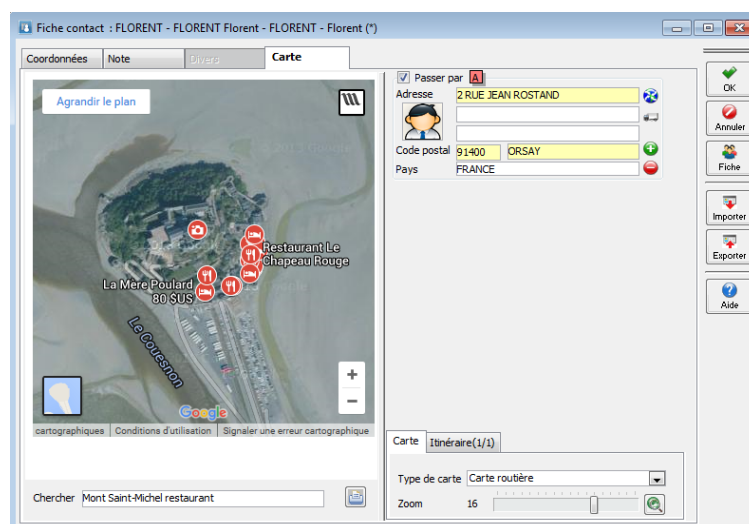 Fiche contact : FLORENT - FLORENT Florent - FLORENT - Florent (*)
Coordonnées
Note
Divers
Carte
Agrandir le plan
Restaurant Le
Chapeau Rouge
La Mère Poulard
80 $US
Le Couesnon
+
−
Google
cartographiques
Conditions d'utilisation
Signaler une erreur cartographique
Chercher
Mont Saint-Michel restaurant
Passer par
A
Adresse
2 RUE JEAN ROSTAND
Code postal
91400
ORSAY
Pays
FRANCE
Carte
Itinéraire(1/1)
Type de carte
Carte routière
Zoom
16
OK
Annuler
Fiche
Importer
Exporter
Aide